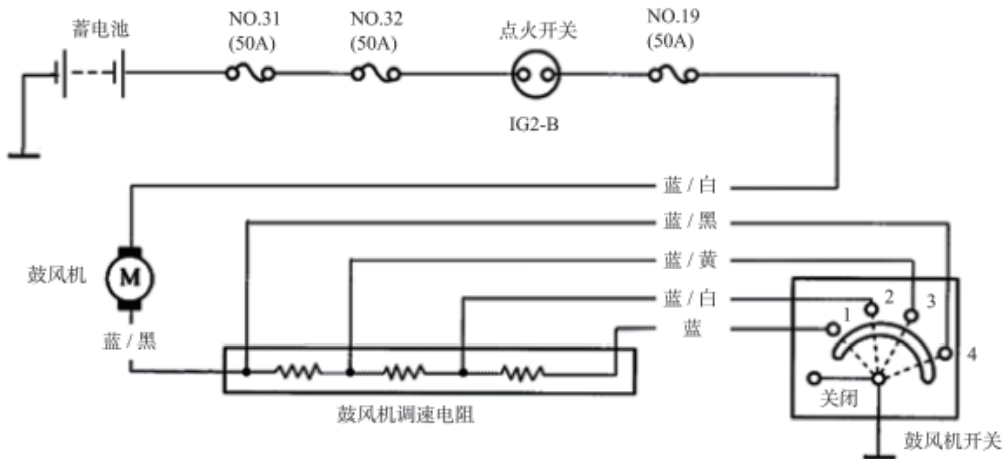 蓄电池
NO.31
(50A)
NO.32
(50A)
点火开关
IG2-B
NO.19
(50A)
蓝 / 白
蓝 / 黑
蓝 / 黄
蓝 / 白
蓝
鼓风机
M
蓝 / 黑
鼓风机调速电阻
1
2
3
4
关闭
鼓风机开关